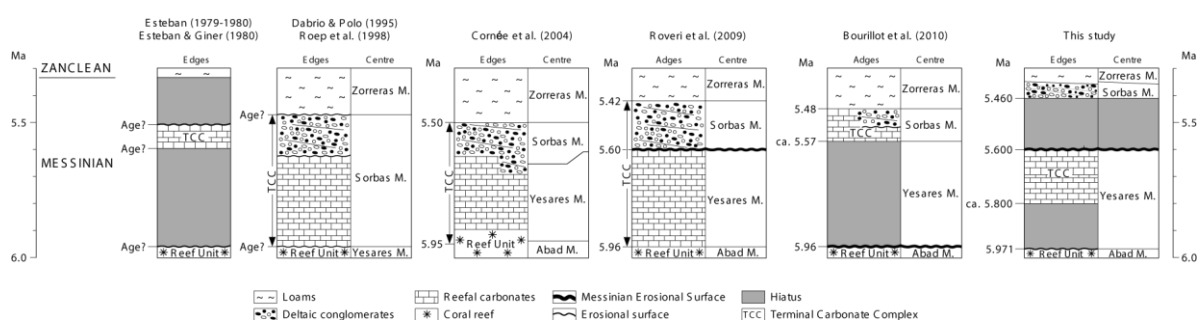 Esteban (1979-1980)
Esteban & Giner (1980)
Dabrio & Polo (1995)
Roep et al. (1998)
Cornée et al. (2004)
Roveri et al. (2009)
Bourillot et al. (2010)
This study
Ma
Edges
Edges
Centre
Ma
Edges
Centre
Ma
Adges
Centre
Ma
Adges
Centre
Ma
Edges
Centre
Ma
ZANCLEAN
5.5
MESSINIAN
6.0
Age?
TCC
Age?
Age?
Reef Unit
Age?
TCC
Age?
Reef Unit
Zorreras M.
Sorbas M.
Yesares M.
5.50
TCC
5.95
Reef Unit
Zorreras M.
Sorbas M.
Yesares M.
Abad M.
5.42
5.60
TCC
5.96
Reef Unit
Zorreras M.
Sorbas M.
Yesares M.
Abad M.
5.48
TCC
ca. 5.57
5.96
Reef Unit
Zorreras M.
Sorbas M.
Yesares M.
Abad M.
5.460
5.600
TCC
ca. 5.800
5.971
Reef Unit
Zorreras M.
Sorbas M.
Yesares M.
Abad M.
5.5
6.0
Loams
Reefal carbonates
Messinian Erosional Surface
Hiatus
Deltaic conglomerates
Coral reef
Erosional surface
TCC Terminal Carbonate Complex